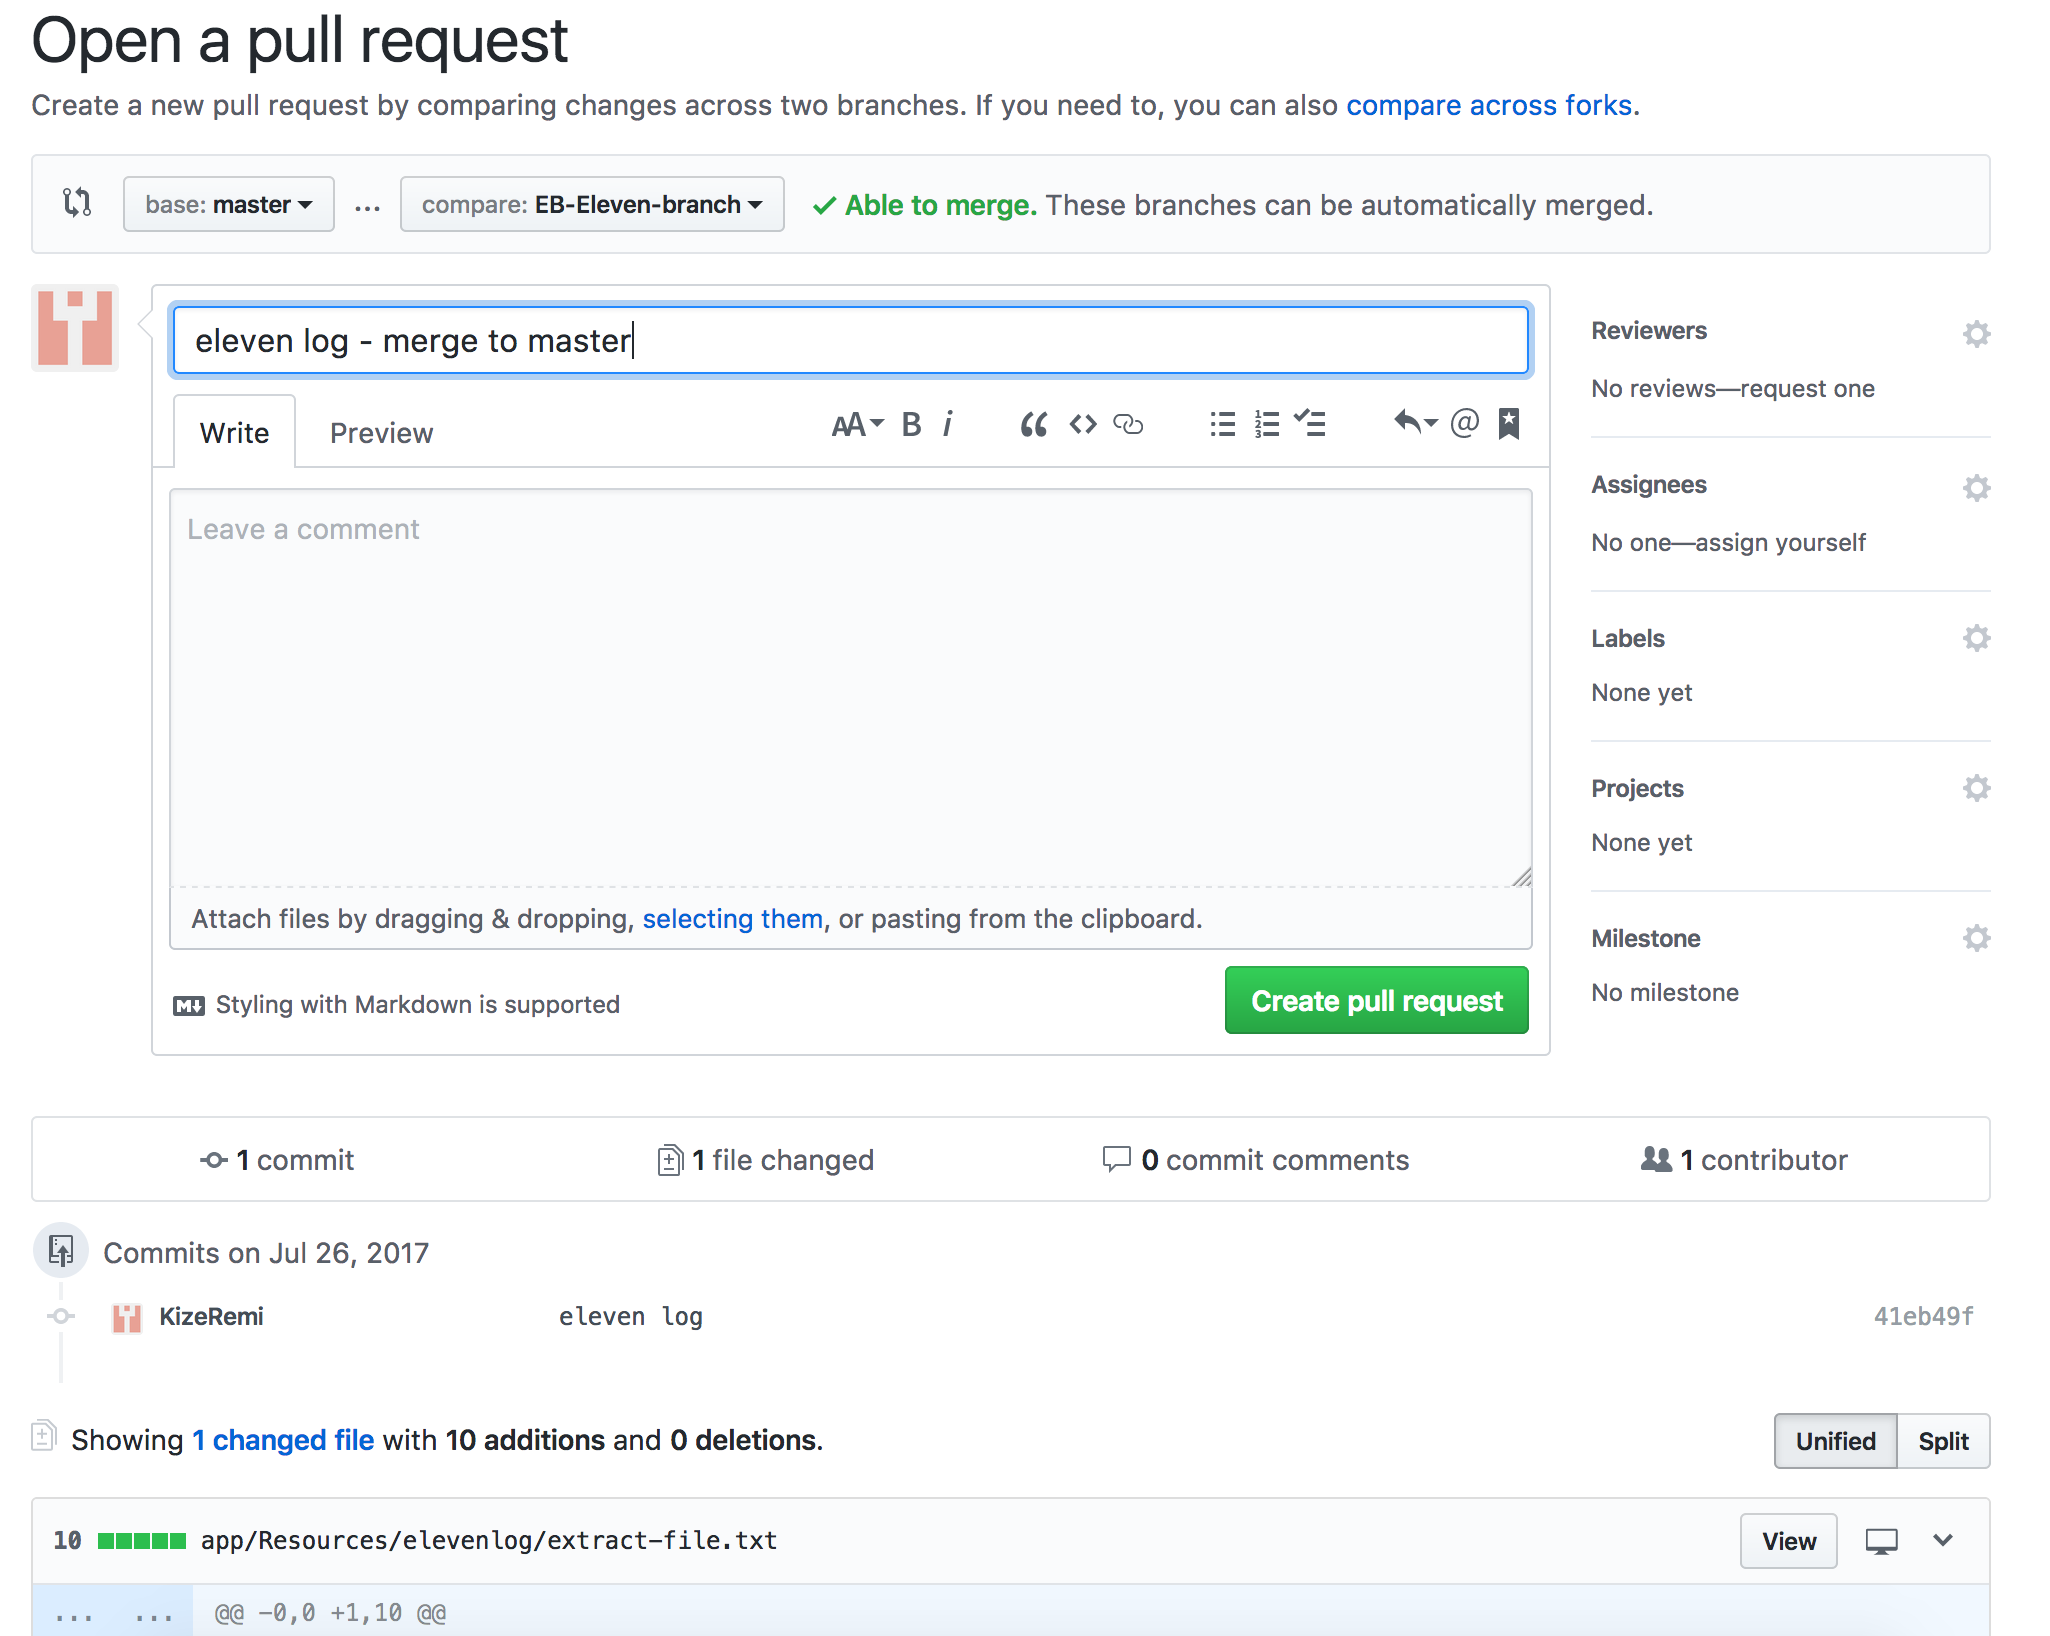 Open a pull request
Create a new pull request by comparing changes across two branches. If you need to, you can also compare across forks.
base: master ... compare: EB-Eleven-branch Able to merge. These branches can be automatically merged.
eleven log - merge to master
Write Preview AA B i “ <> 1 2 3 @
Leave a comment
Attach files by dragging & dropping, selecting them, or pasting from the clipboard.
M Styling with Markdown is supported
Create pull request
Reviewers
No reviews—request one
Assignees
No one—assign yourself
Labels
None yet
Projects
None yet
Milestone
No milestone
1 commit 1 file changed 0 commit comments 1 contributor
Commits on Jul 26, 2017
KizeRemi eleven log 41eb49f
Showing 1 changed file with 10 additions and 0 deletions.
Unified Split
10 app/Resources/elevenlog/extract-file.txt View
... ... @@ -0,0 +1,10 @@